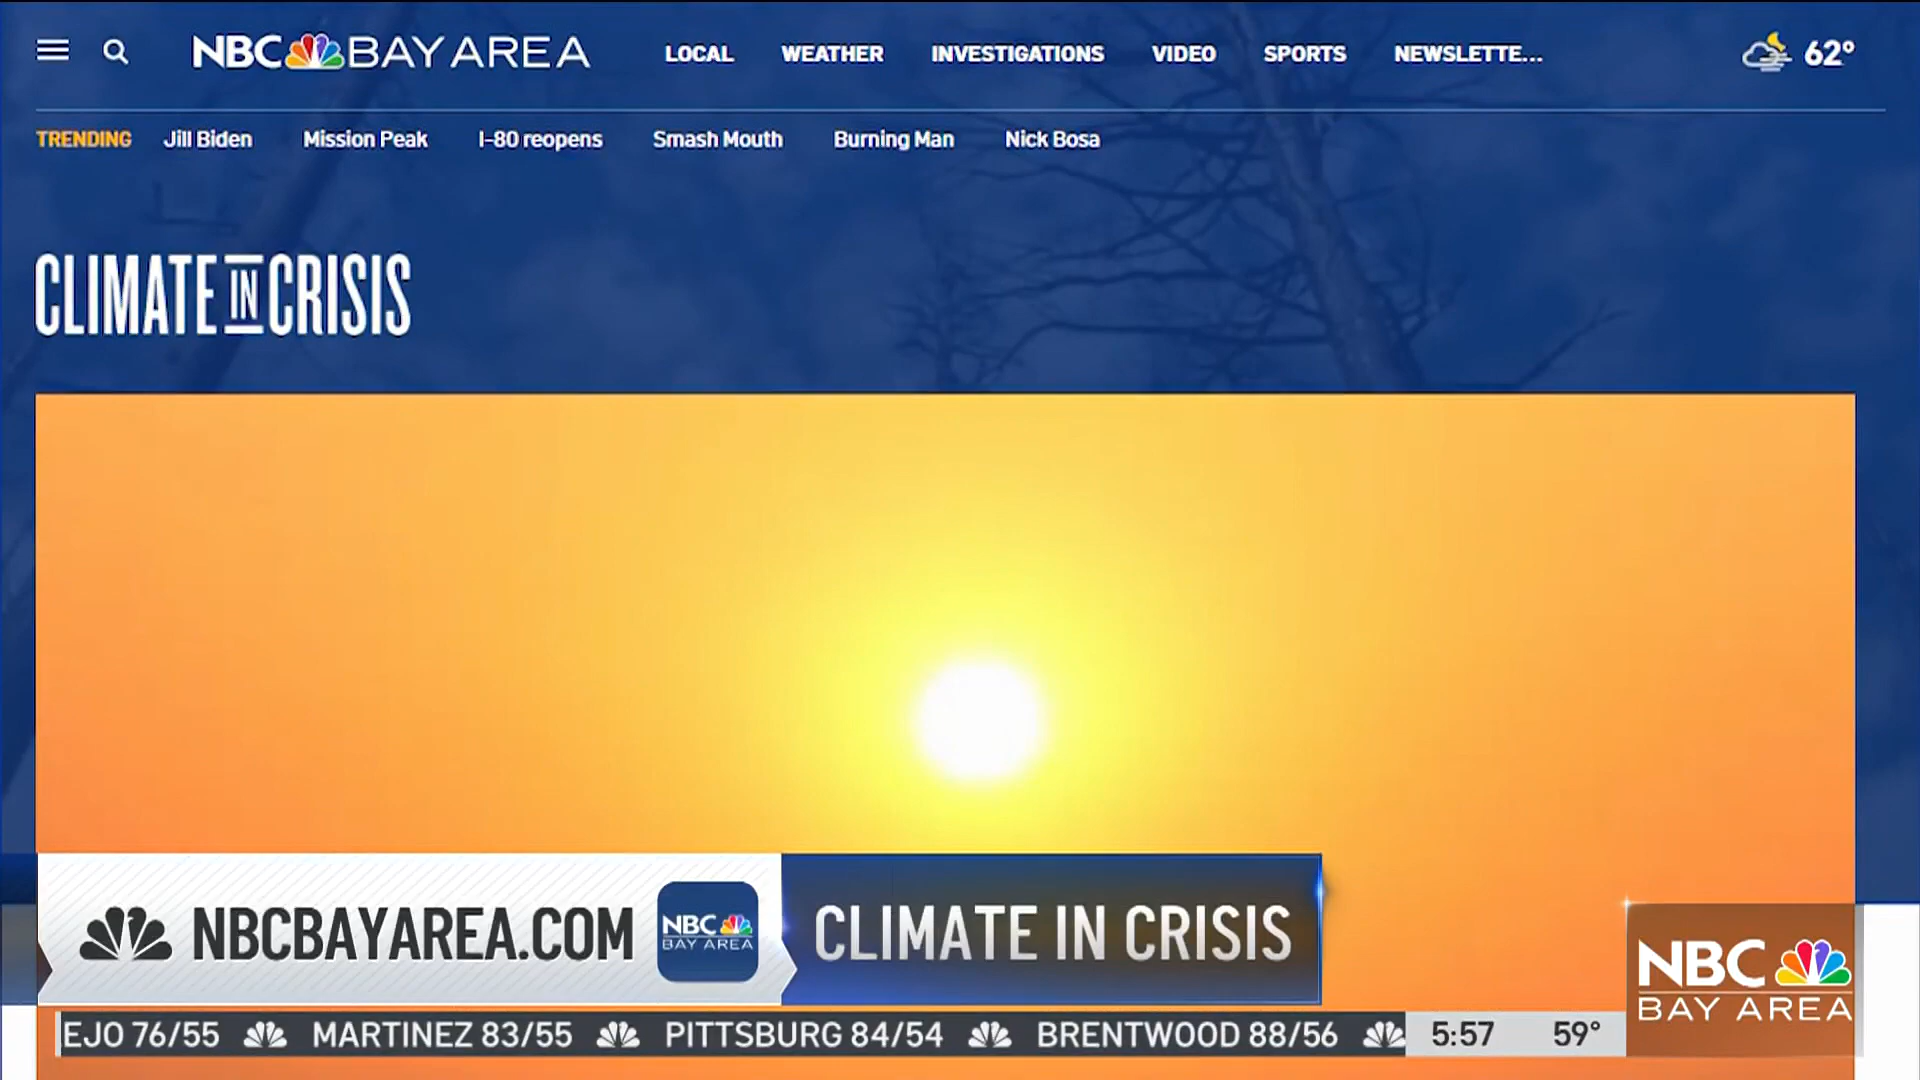 NBC BAY AREA LOCAL WEATHER INVESTIGATIONS VIDEO SPORTS NEWSLETTE... 62°
TRENDING Jill Biden Mission Peak I-80 reopens Smash Mouth Burning Man Nick Bosa
CLIMATE IN CRISIS
NBCBAYAREA.COM NBC BAY AREA CLIMATE IN CRISIS
NBC
BAY AREA
EJO 76/55 MARTINEZ 83/55 PITTSBURG 84/54 BRENTWOOD 88/56 5:57 59°